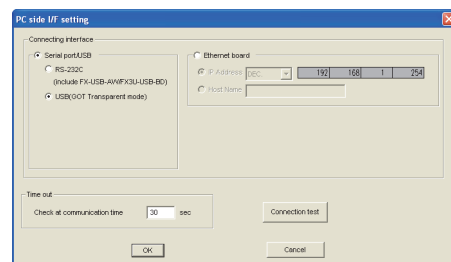 PC side I/F setting
Connecting interface
Serial port/USB
RS-232C
(include FX-USB-AW/FX3U-USB-BD)
USB(GOT Transparent mode)
Ethernet board
IP Address DEC 192 168 1 254
Host Name
Time out
Check at communication time 30 sec
Connection test
OK
Cancel